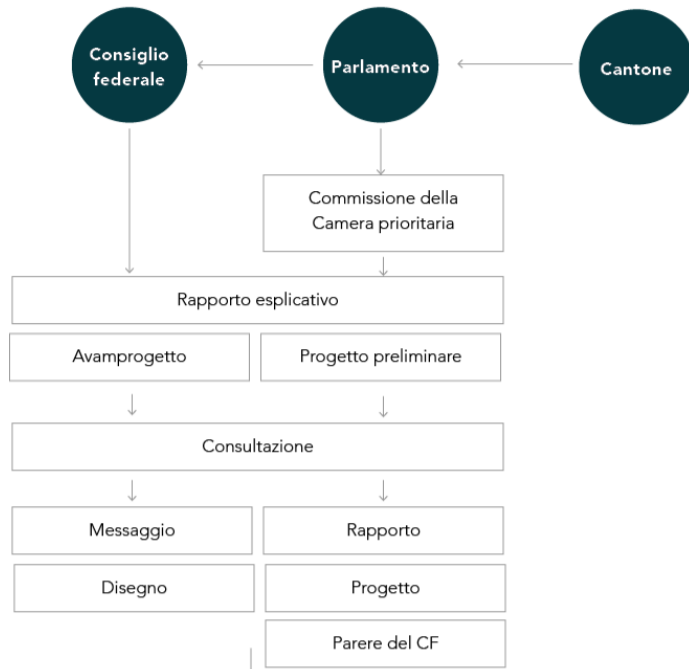 Consiglio
federale
Parlamento
Cantone
Commissione della
Camera prioritaria
Rapporto esplicativo
Avamprogetto
Progetto preliminare
Consultazione
Messaggio
Rapporto
Disegno
Progetto
Parere del CF